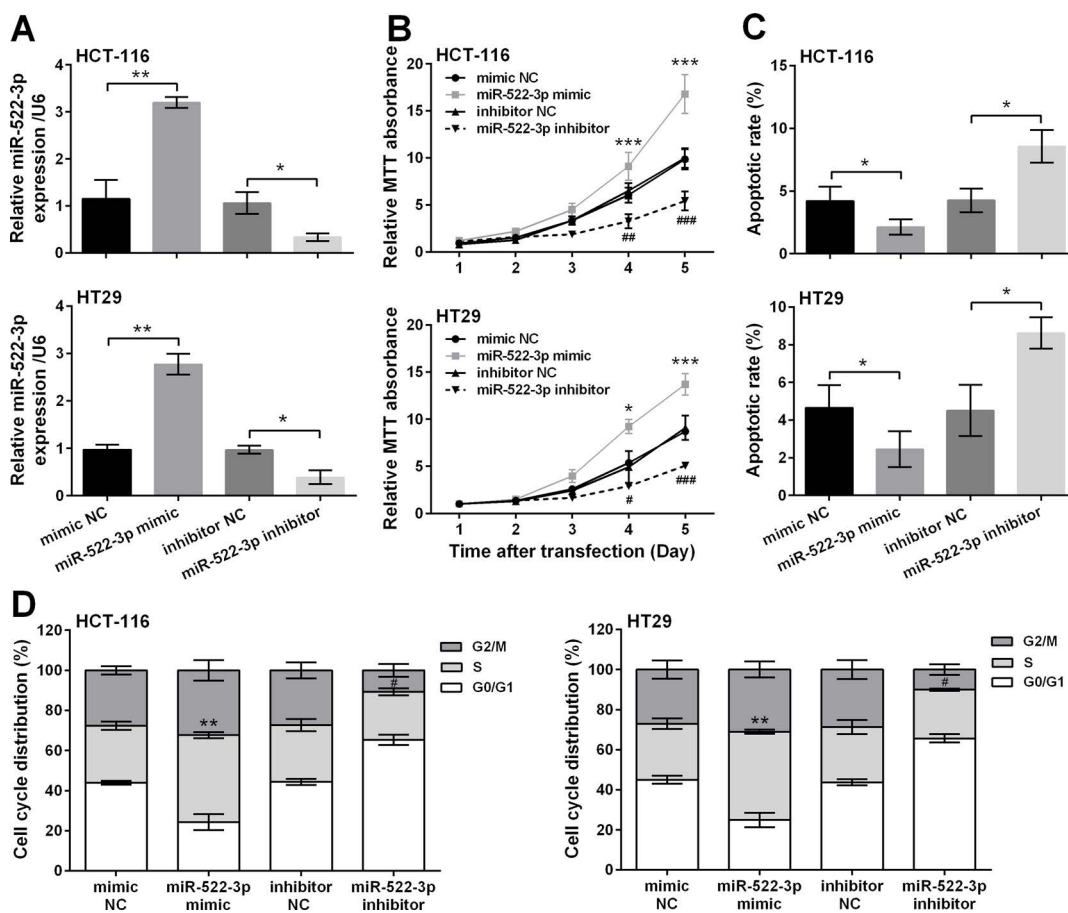 A
HCT-116
Relative miR-522-3p
expression /U6
4
3
2
1
0
**
*
HT29
Relative miR-522-3p
expression /U6
4
3
2
1
0
**
*
mimic NC
miR-522-3p mimic
inhibitor NC
miR-522-3p inhibitor
B
HCT-116
Relative MTT absorbance
20
15
10
5
0
mimic NC
miR-522-3p mimic
inhibitor NC
miR-522-3p inhibitor
***
***
##
###
1 2 3 4 5
HT29
Relative MTT absorbance
20
15
10
5
0
mimic NC
miR-522-3p mimic
inhibitor NC
miR-522-3p inhibitor
*
***
#
###
1 2 3 4 5
Time after transfection (Day)
C
HCT-116
Apoptotic rate (%)
15
10
5
0
*
*
HT29
Apoptotic rate (%)
10
8
6
4
2
0
*
*
mimic NC
miR-522-3p mimic
inhibitor NC
miR-522-3p inhibitor
D
HCT-116
Cell cycle distribution (%)
120
100
80
60
40
20
0
**
#
G2/M
S
G0/G1
mimic NC
miR-522-3p mimic
inhibitor NC
miR-522-3p inhibitor
HT29
Cell cycle distribution (%)
120
100
80
60
40
20
0
**
#
G2/M
S
G0/G1
mimic NC
miR-522-3p mimic
inhibitor NC
miR-522-3p inhibitor